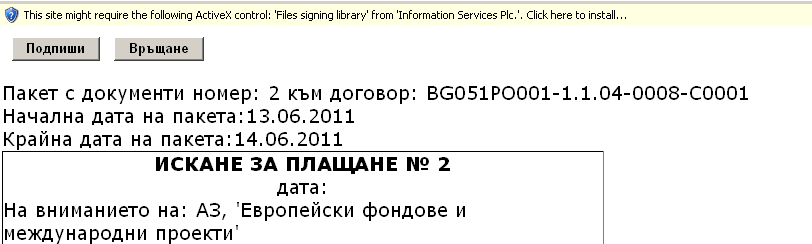 This site might require the following ActiveX control: 'Files signing library' from 'Information Services Plc.'. Click here to install...
Подпиши Връщане
Пакет с документи номер: 2 към договор: BG051PO001-1.1.04-0008-C0001
Начална дата на пакета:13.06.2011
Крайна дата на пакета:14.06.2011
ИСКАНЕ ЗА ПЛАЩАНЕ № 2
дата:
На вниманието на: АЗ, 'Европейски фондове и
международни проекти'